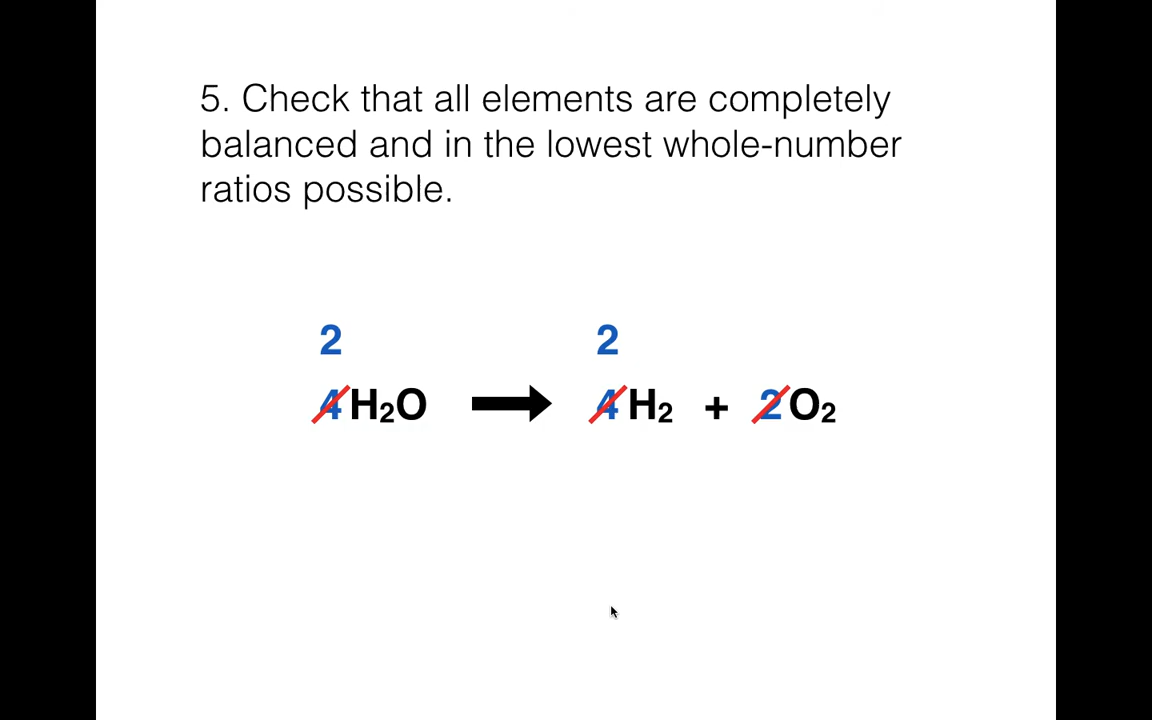 5. Check that all elements are completely
balanced and in the lowest whole-number
ratios possible.
2 2
4H₂O → 4H₂ + 2O₂